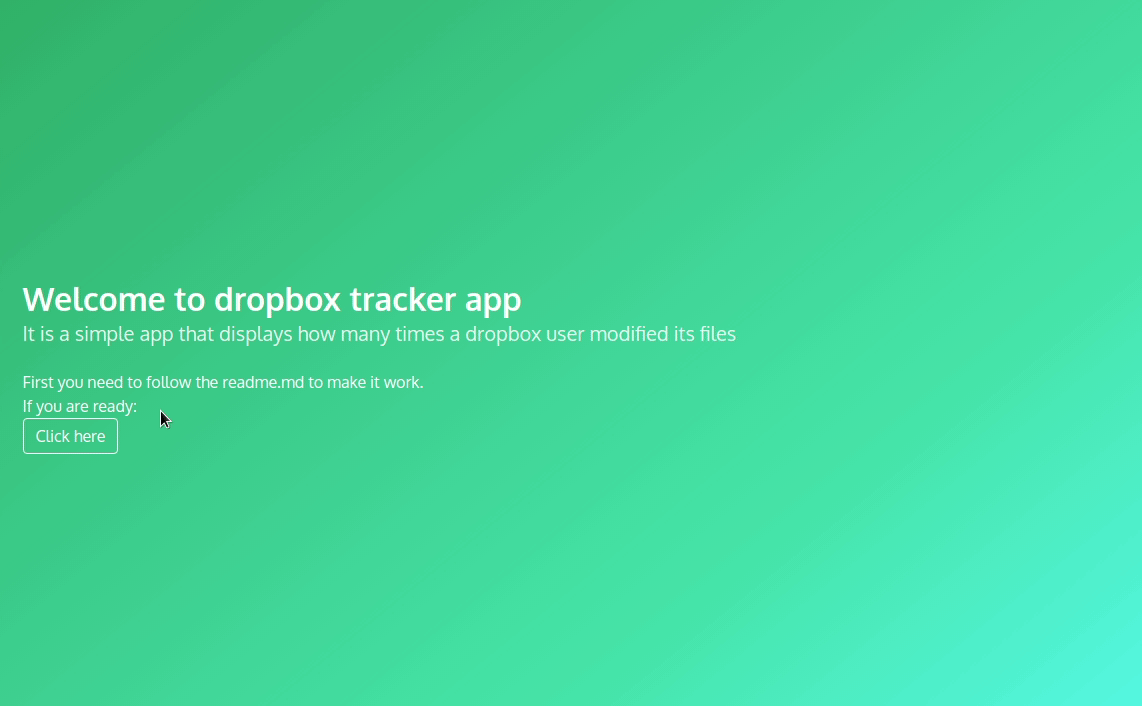 Welcome to dropbox tracker app
It is a simple app that displays how many times a dropbox user modified its files
First you need to follow the readme.md to make it work.
If you are ready:
Click here